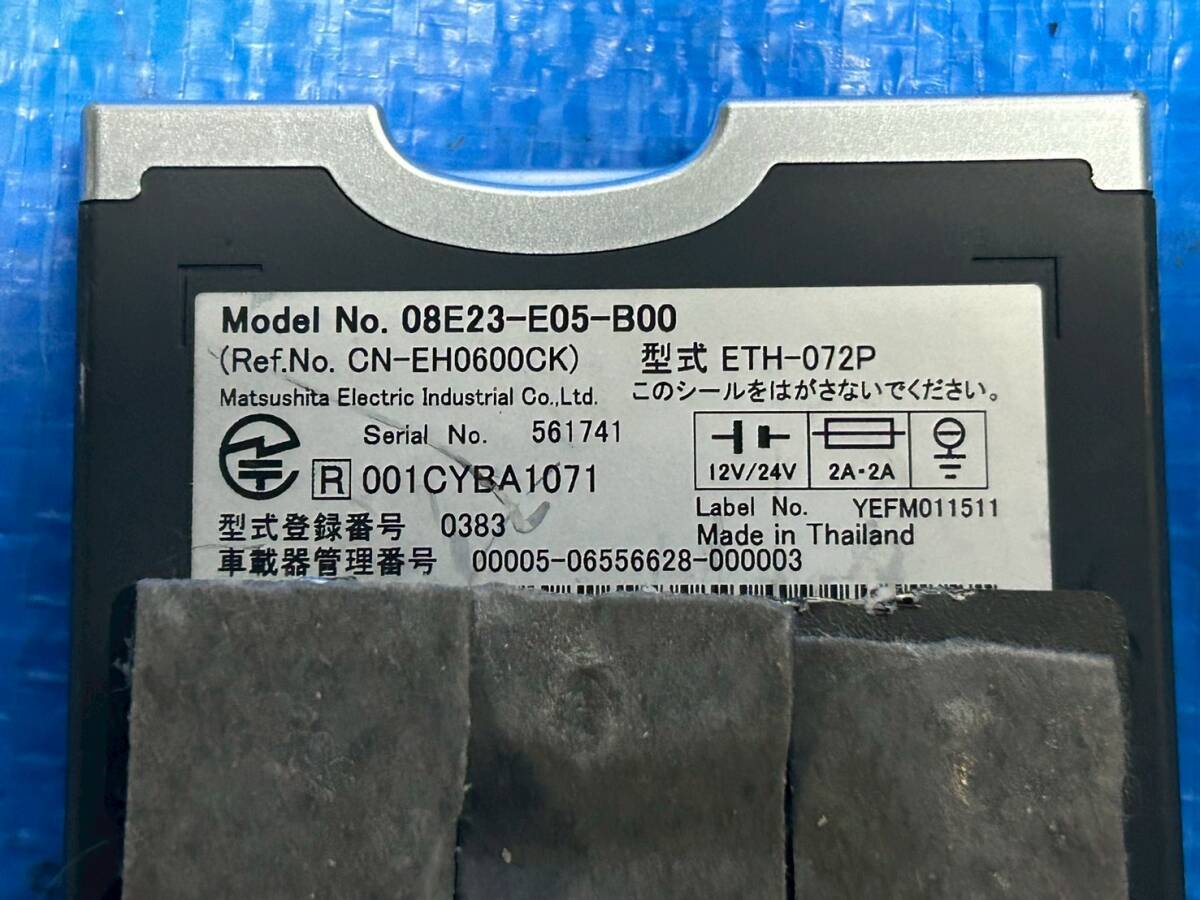 Model No. 08E23-E05-B00
(Ref.No. CN-EH0600CK) 型式 ETH-072P
Matsushita Electric Industrial Co.,Ltd. このシールをはがさないでください。
Serial No. 561741
R 001CYBA1071
12V/24V 2A・2A
Label No. YEFM011511
型式登録番号 0383
Made in Thailand
車載器管理番号 00005-06556628-000003